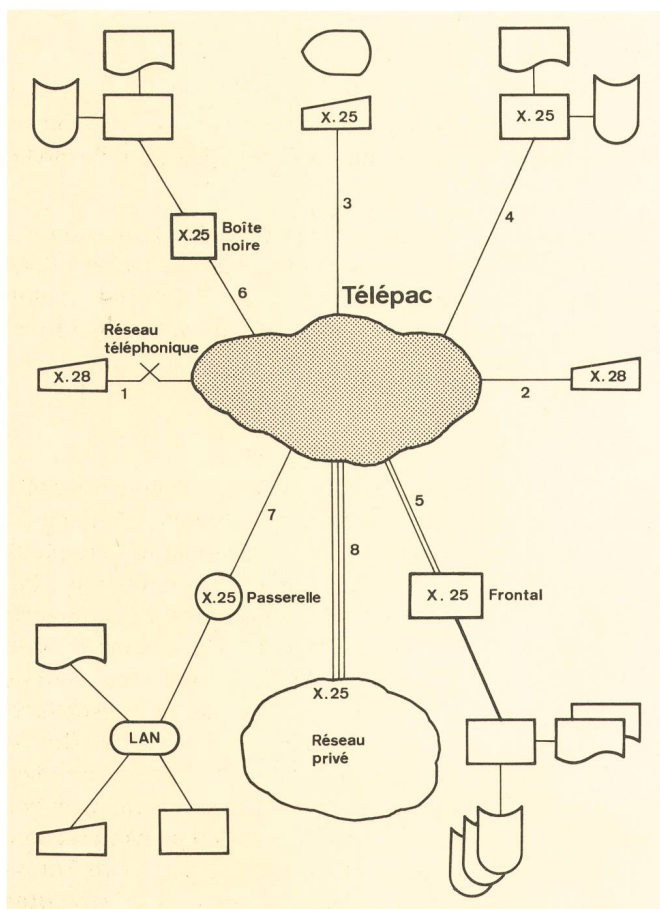 X.25
X.25
3
4
X.25
Boîte
noire
6
Télépac
Réseau
téléphonique
X.28
1
2
X.28
7
8
5
X.25
Passerelle
X.25
Frontal
X.25
LAN
Réseau
privé